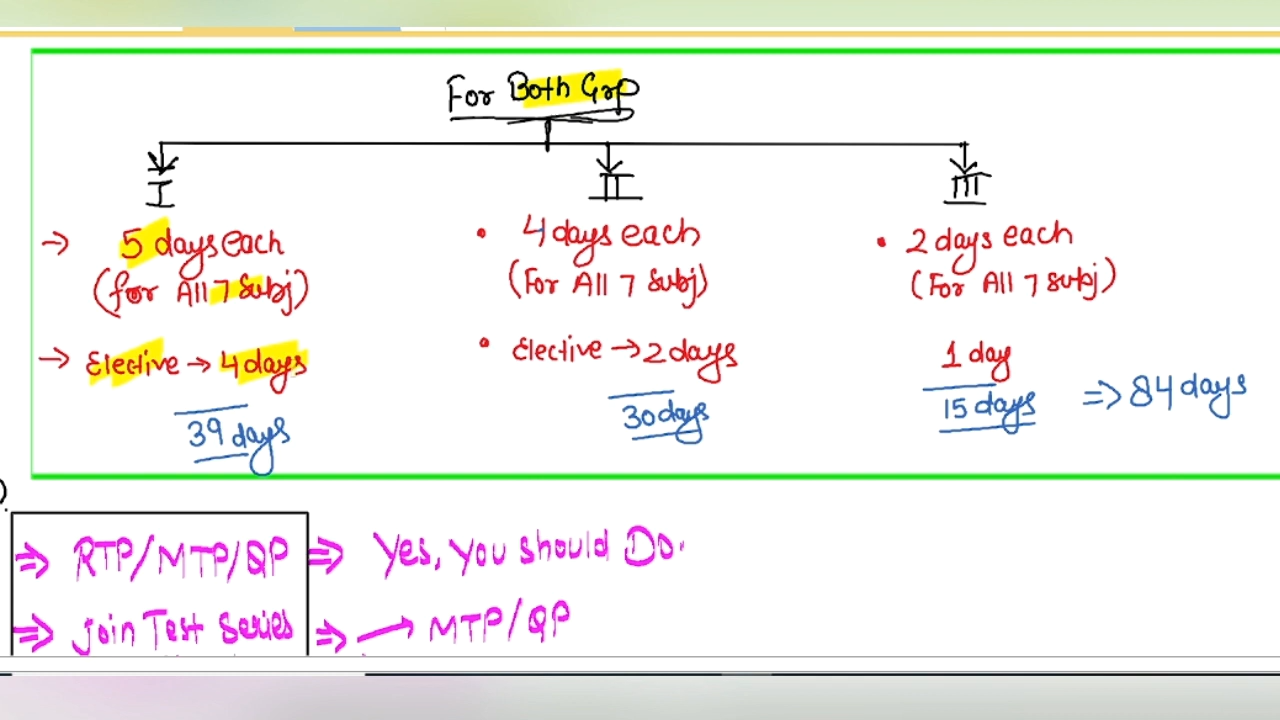 For Both Grp
I
II
III
→ 5 days each
(for All 7 Subj)
→ Elective → 4 days
39 days
• 4 days each
(For All 7 Subj)
• Elective → 2 days
30 days
• 2 days each
(For All 7 Subj)
1 day
15 days ⇒ 84 days
⇒ RTP/MTP/QP ⇒ Yes, You Should Do.
⇒ Join Test Series ⇒ → MTP/QP